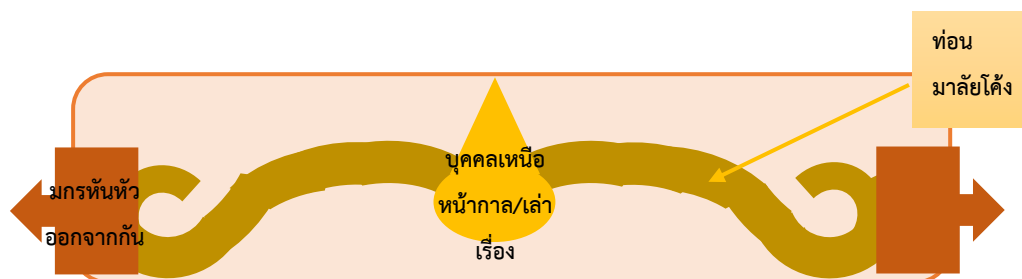 ท่อน
มาลัยโค้ง
บุคคลเหนือ
หน้ากาล/เล่า
เรื่อง
มกรหันหัว
ออกจากกัน